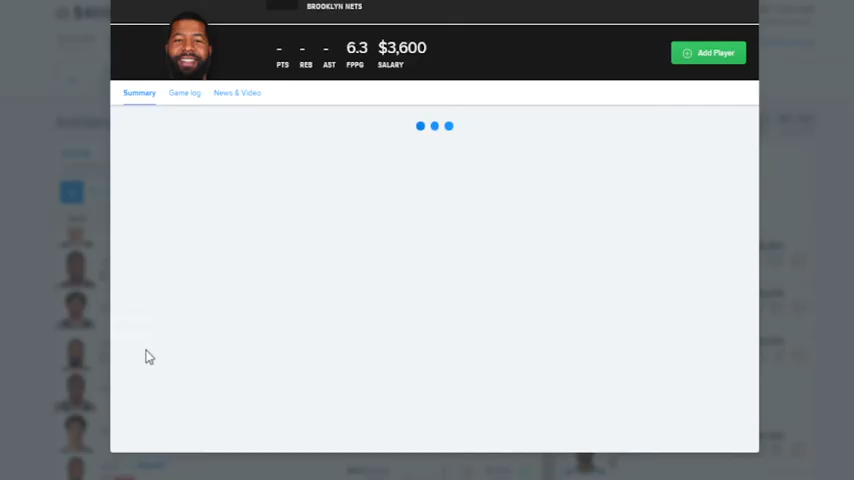 BROOKLYN NETS
- - - 6.3 $3,600
PTS REB AST FPPG SALARY
Add Player
Summary Game log News & Video